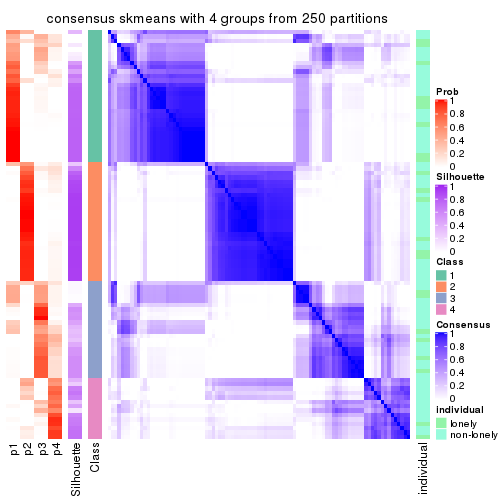 consensus skmeans with 4 groups from 250 partitions
Prob
1
0.8
0.6
0.4
0.2
0
Silhouette
1
0.8
0.6
0.4
0.2
0
Class
1
2
3
4
Consensus
1
0.8
0.6
0.4
0.2
0
individual
lonely
non-lonely
p1
p2
p3
p4
Silhouette
Class
individual